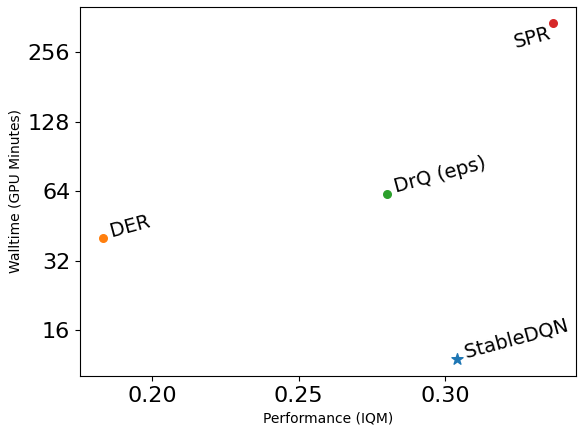 SPR
256
128
DrQ (eps)
64
DER
32
16
StableDQN
Walltime (GPU Minutes)
0.20 0.25 0.30
Performance (IQM)